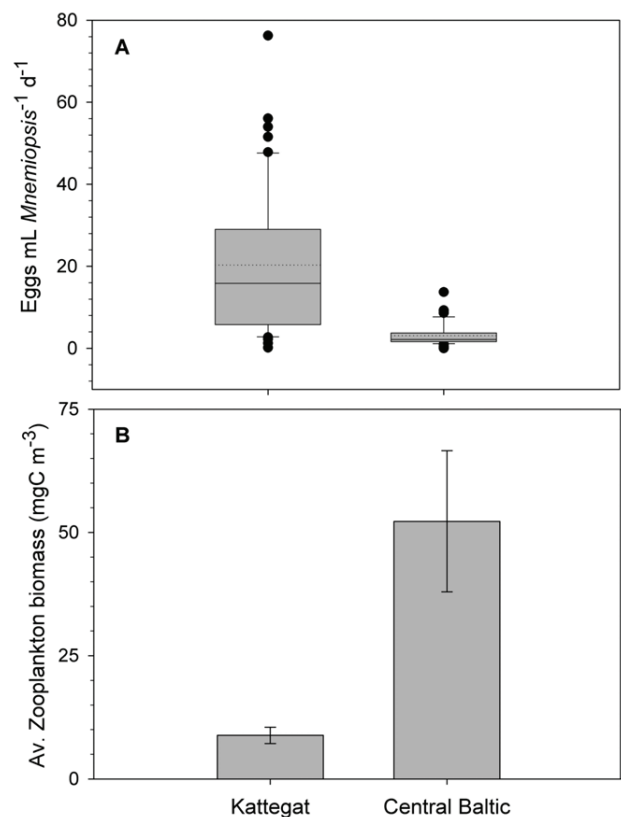 A
Eggs mL Mnemiopsis⁻¹ d⁻¹
80
60
40
20
0
B
Av. Zooplankton biomass (mgC m⁻³)
75
50
25
0
Kattegat Central Baltic